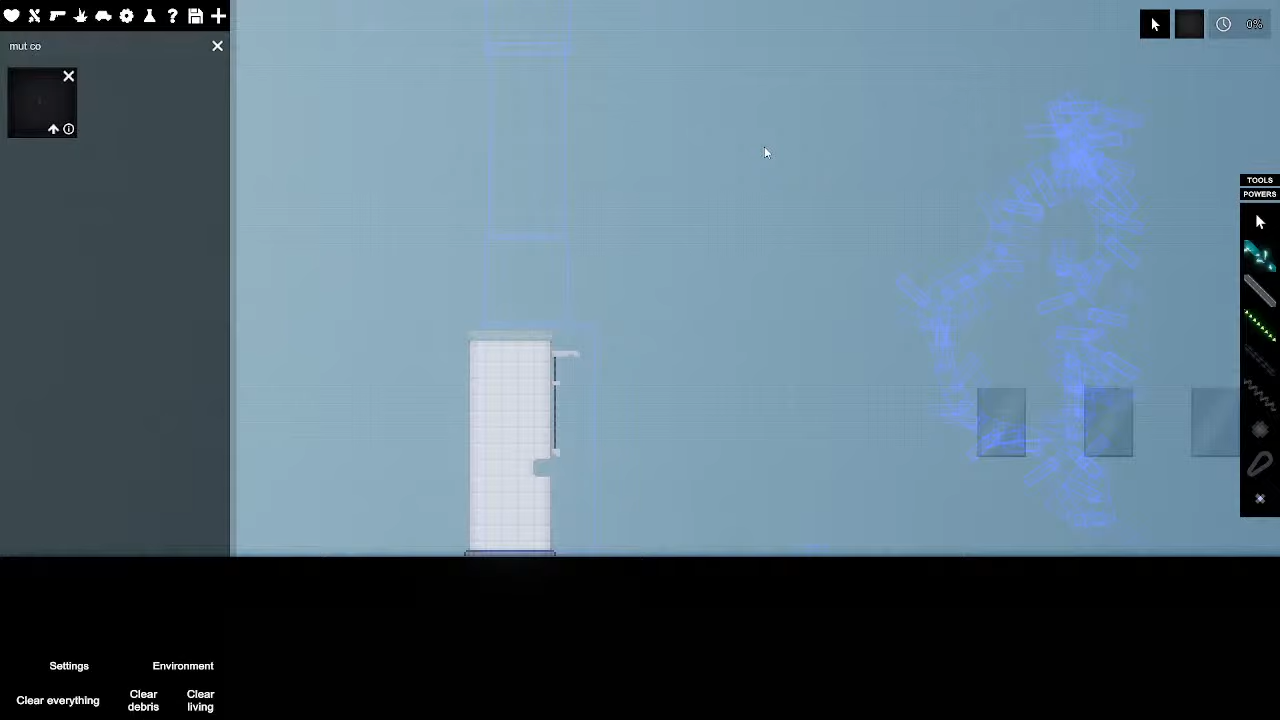 0%
mut co
TOOLS
POWERS
Settings
Environment
Clear everything
Clear
debris
Clear
living